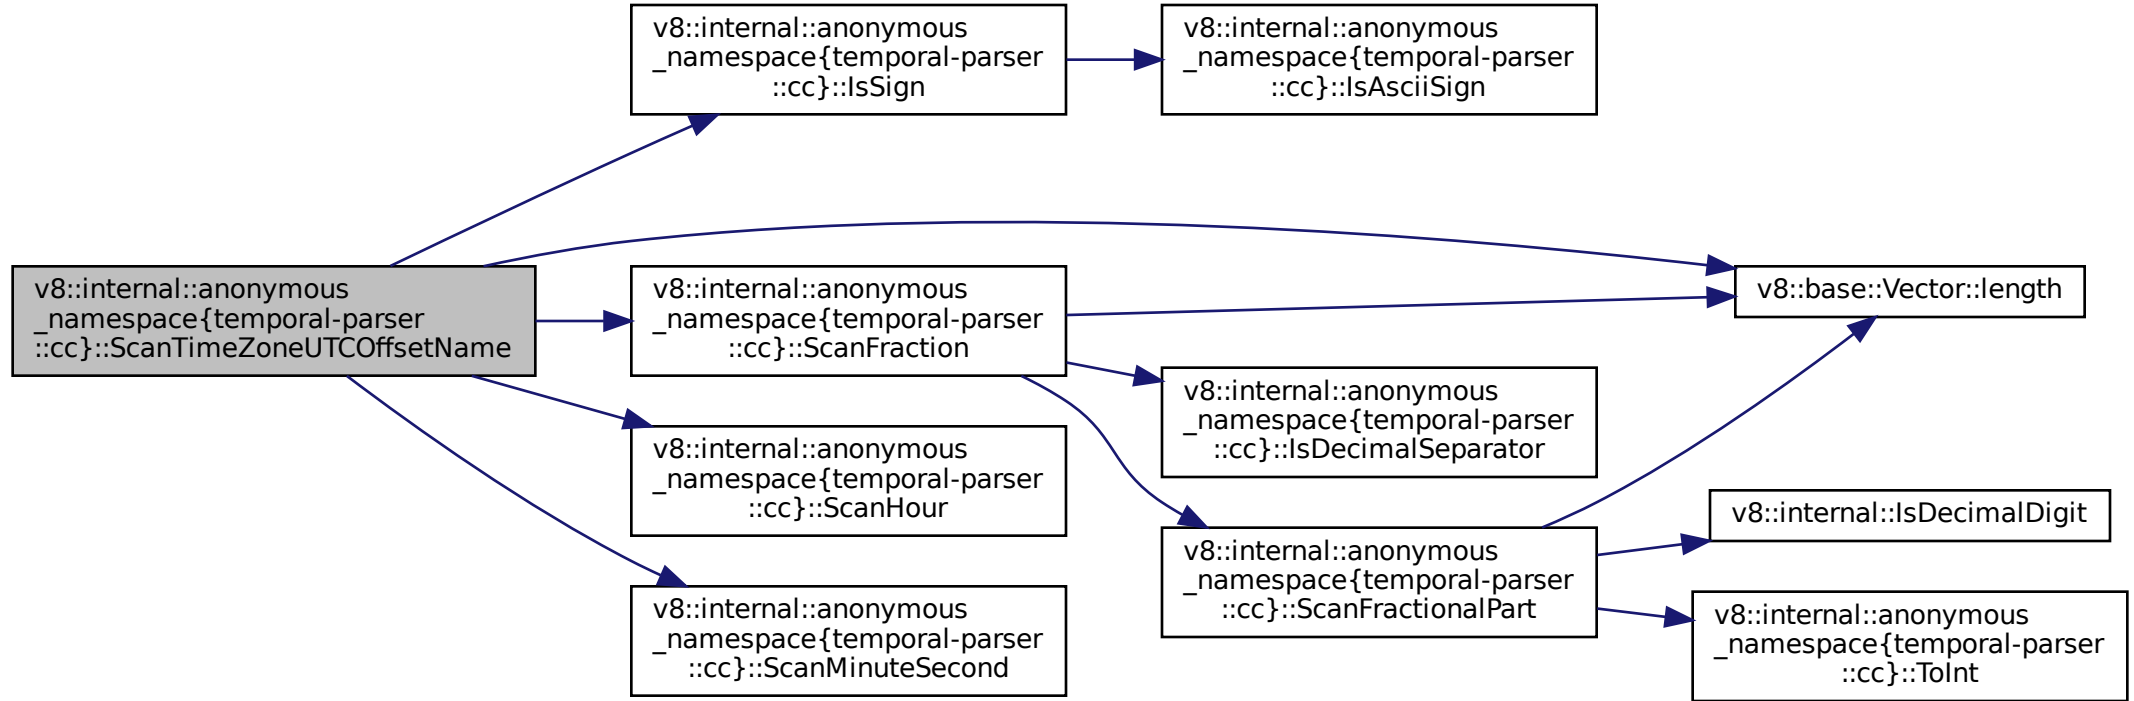 v8::internal::anonymous
_namespace{temporal-parser
::cc}::ScanTimeZoneUTCOffsetName
v8::internal::anonymous
_namespace{temporal-parser
::cc}::IsSign
v8::internal::anonymous
_namespace{temporal-parser
::cc}::IsAsciiSign
v8::base::Vector::length
v8::internal::anonymous
_namespace{temporal-parser
::cc}::ScanFraction
v8::internal::anonymous
_namespace{temporal-parser
::cc}::IsDecimalSeparator
v8::internal::anonymous
_namespace{temporal-parser
::cc}::ScanFractionalPart
v8::internal::IsDecimalDigit
v8::internal::anonymous
_namespace{temporal-parser
::cc}::ToInt
v8::internal::anonymous
_namespace{temporal-parser
::cc}::ScanHour
v8::internal::anonymous
_namespace{temporal-parser
::cc}::ScanMinuteSecond